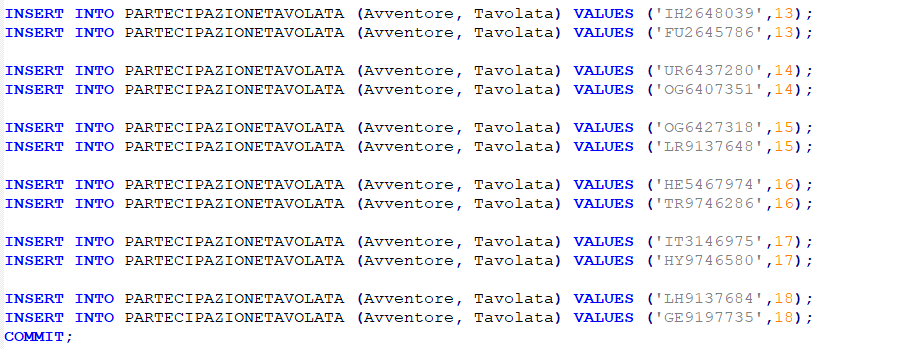 INSERT INTO PARTECIPAZIONETAVOLATA (Avventore, Tavolata) VALUES ('IH2648039',13);
INSERT INTO PARTECIPAZIONETAVOLATA (Avventore, Tavolata) VALUES ('FU2645786',13);
INSERT INTO PARTECIPAZIONETAVOLATA (Avventore, Tavolata) VALUES ('UR6437280',14);
INSERT INTO PARTECIPAZIONETAVOLATA (Avventore, Tavolata) VALUES ('OG6407351',14);
INSERT INTO PARTECIPAZIONETAVOLATA (Avventore, Tavolata) VALUES ('OG6427318',15);
INSERT INTO PARTECIPAZIONETAVOLATA (Avventore, Tavolata) VALUES ('LR9137648',15);
INSERT INTO PARTECIPAZIONETAVOLATA (Avventore, Tavolata) VALUES ('HE5467974',16);
INSERT INTO PARTECIPAZIONETAVOLATA (Avventore, Tavolata) VALUES ('TR9746286',16);
INSERT INTO PARTECIPAZIONETAVOLATA (Avventore, Tavolata) VALUES ('IT3146975',17);
INSERT INTO PARTECIPAZIONETAVOLATA (Avventore, Tavolata) VALUES ('HY9746580',17);
INSERT INTO PARTECIPAZIONETAVOLATA (Avventore, Tavolata) VALUES ('LH9137684',18);
INSERT INTO PARTECIPAZIONETAVOLATA (Avventore, Tavolata) VALUES ('GE9197735',18);
COMMIT;